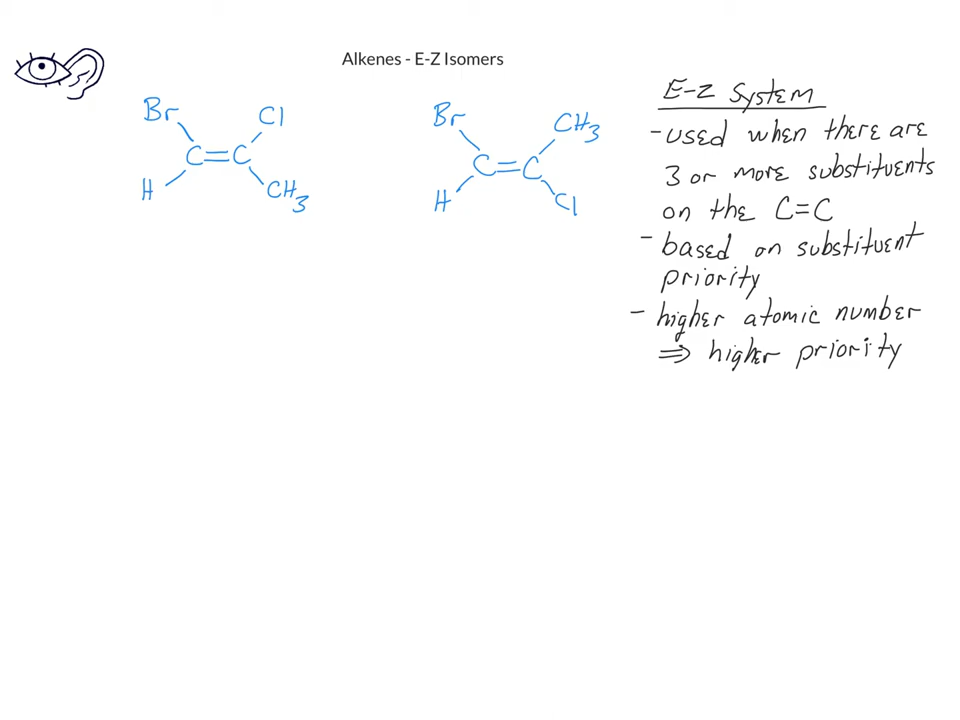 Alkenes - E-Z Isomers
Br Cl
C=C
H CH3
Br CH3
C=C
H Cl
E-Z System
- used when there are
3 or more substituents
on the C=C
- based on substituent
priority
- higher atomic number
⇒ higher priority